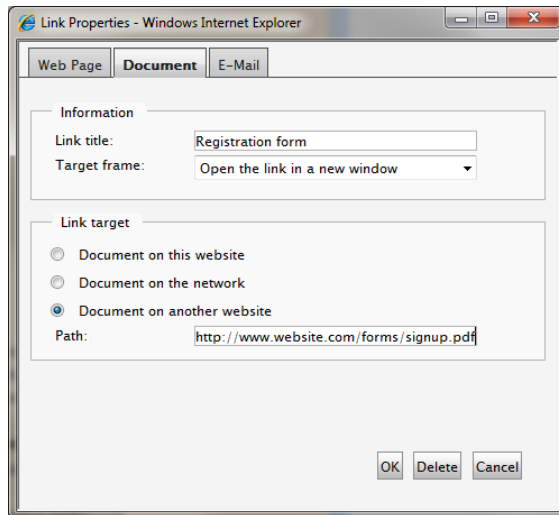 Link Properties - Windows Internet Explorer
Web Page Document E-Mail
Information
Link title: Registration form
Target frame: Open the link in a new window
Link target
Document on this website
Document on the network
Document on another website
Path: http://www.website.com/forms/signup.pdf
OK Delete Cancel